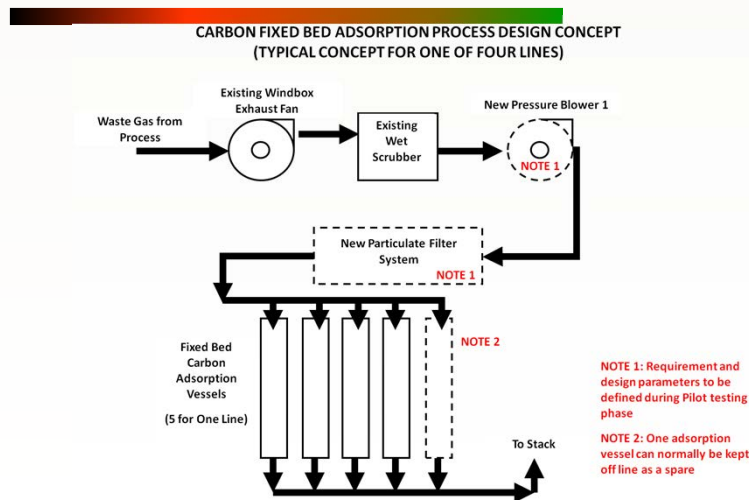 CARBON FIXED BED ADSORPTION PROCESS DESIGN CONCEPT
(TYPICAL CONCEPT FOR ONE OF FOUR LINES)
Existing Windbox
Exhaust Fan
New Pressure Blower 1
Waste Gas from
Process
Existing
Wet
Scrubber
NOTE 1
New Particulate Filter
System
NOTE 1
NOTE 2
Fixed Bed
Carbon
Adsorption
Vessels
(5 for One Line)
To Stack
NOTE 1: Requirement and
design parameters to be
defined during Pilot testing
phase
NOTE 2: One adsorption
vessel can normally be kept
off line as a spare